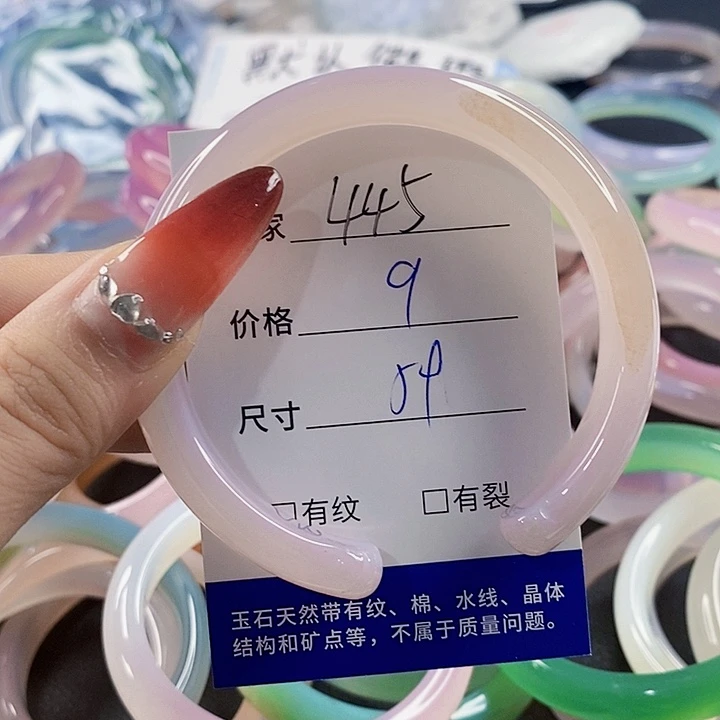 家 445
价格 9
尺寸 54
□有纹 □有裂
玉石天然带有纹、棉、水线、晶体
结构和矿点等，不属于质量问题。